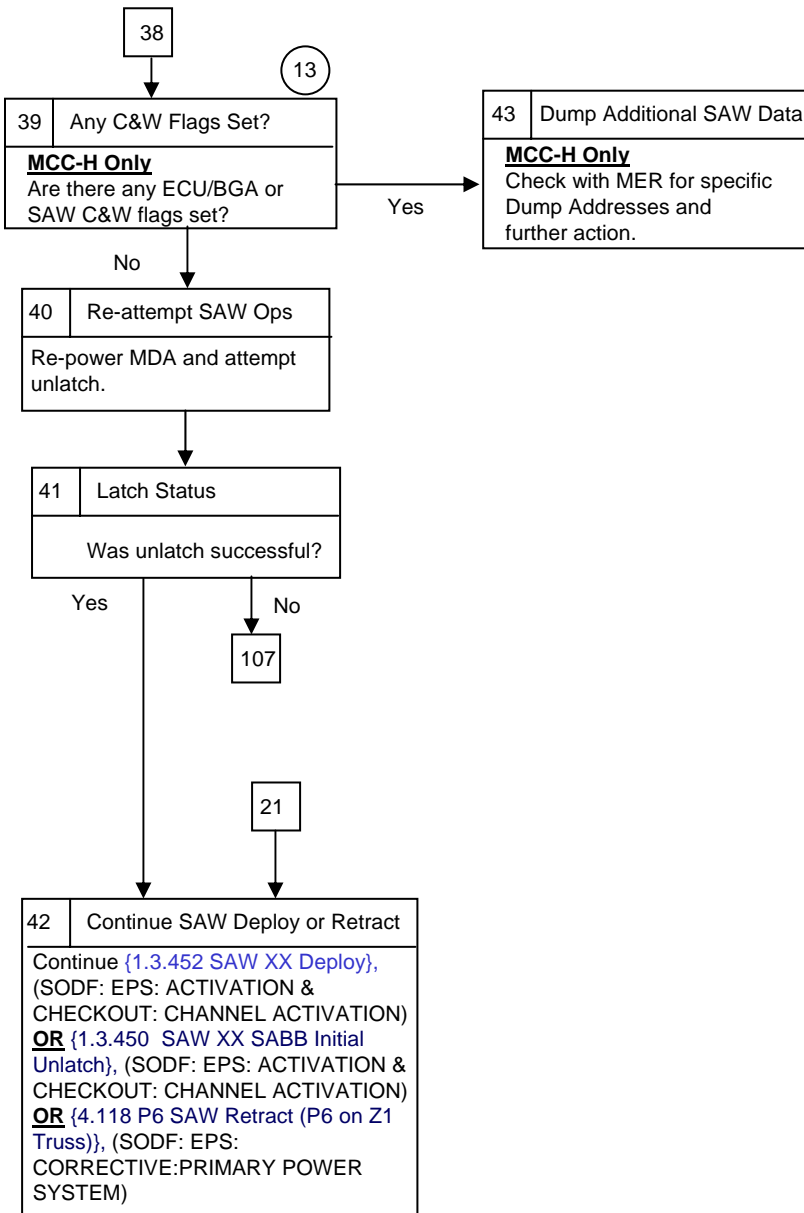 38
13
39 Any C&W Flags Set?
MCC-H Only
Are there any ECU/BGA or
SAW C&W flags set?
Yes
43 Dump Additional SAW Data
MCC-H Only
Check with MER for specific
Dump Addresses and
further action.
No
40 Re-attempt SAW Ops
Re-power MDA and attempt
unlatch.
41 Latch Status
Was unlatch successful?
Yes
No
107
21
42 Continue SAW Deploy or Retract
Continue {1.3.452 SAW XX Deploy},
(SODF: EPS: ACTIVATION &
CHECKOUT: CHANNEL ACTIVATION)
OR {1.3.450 SAW XX SABB Initial
Unlatch}, (SODF: EPS: ACTIVATION &
CHECKOUT: CHANNEL ACTIVATION)
OR {4.118 P6 SAW Retract (P6 on Z1
Truss)}, (SODF: EPS:
CORRECTIVE:PRIMARY POWER
SYSTEM)